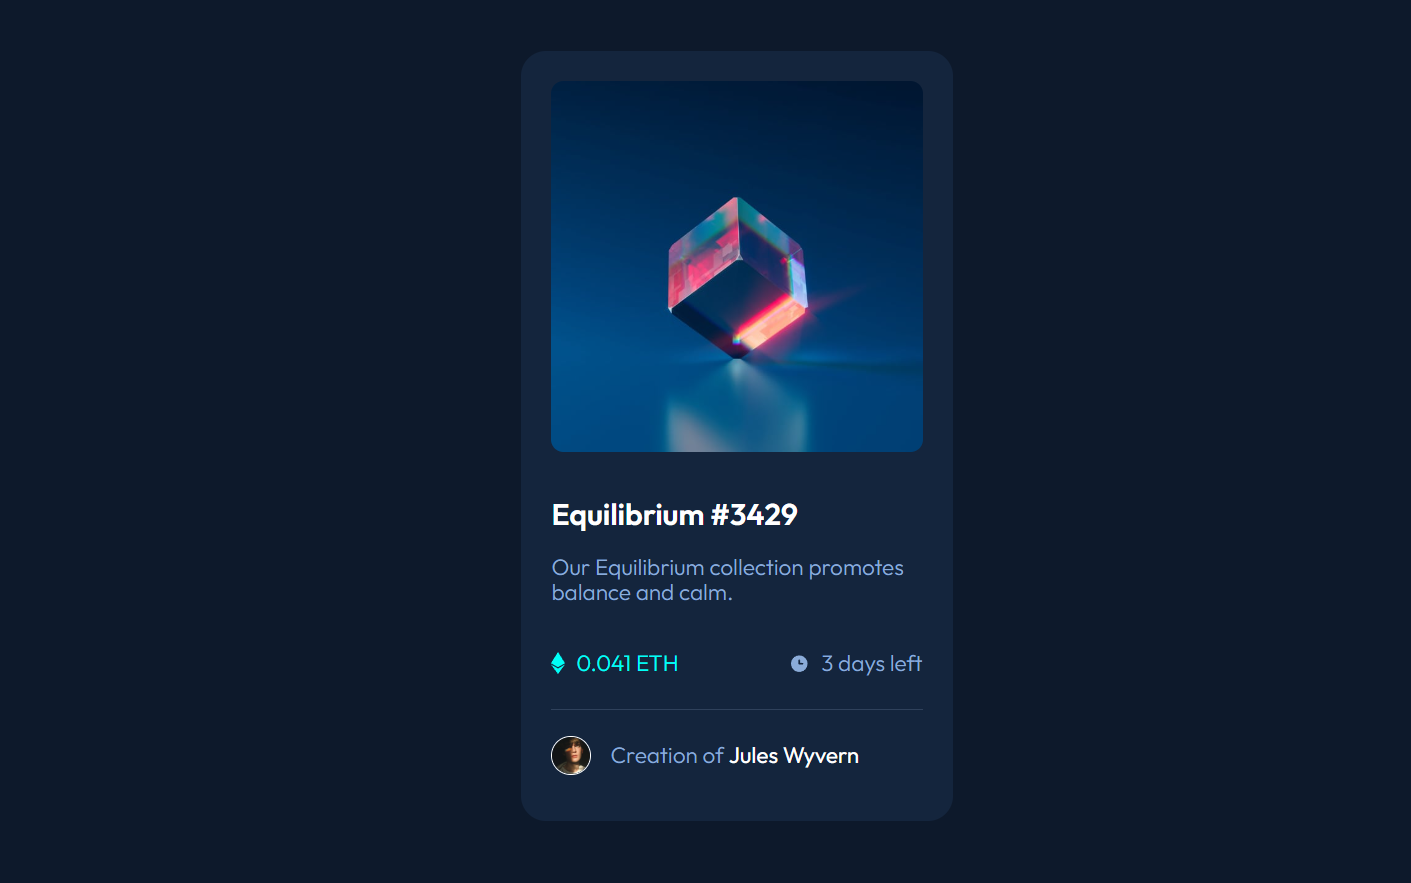 Equilibrium #3429
Our Equilibrium collection promotes
balance and calm.
0.041 ETH 3 days left
Creation of Jules Wyvern